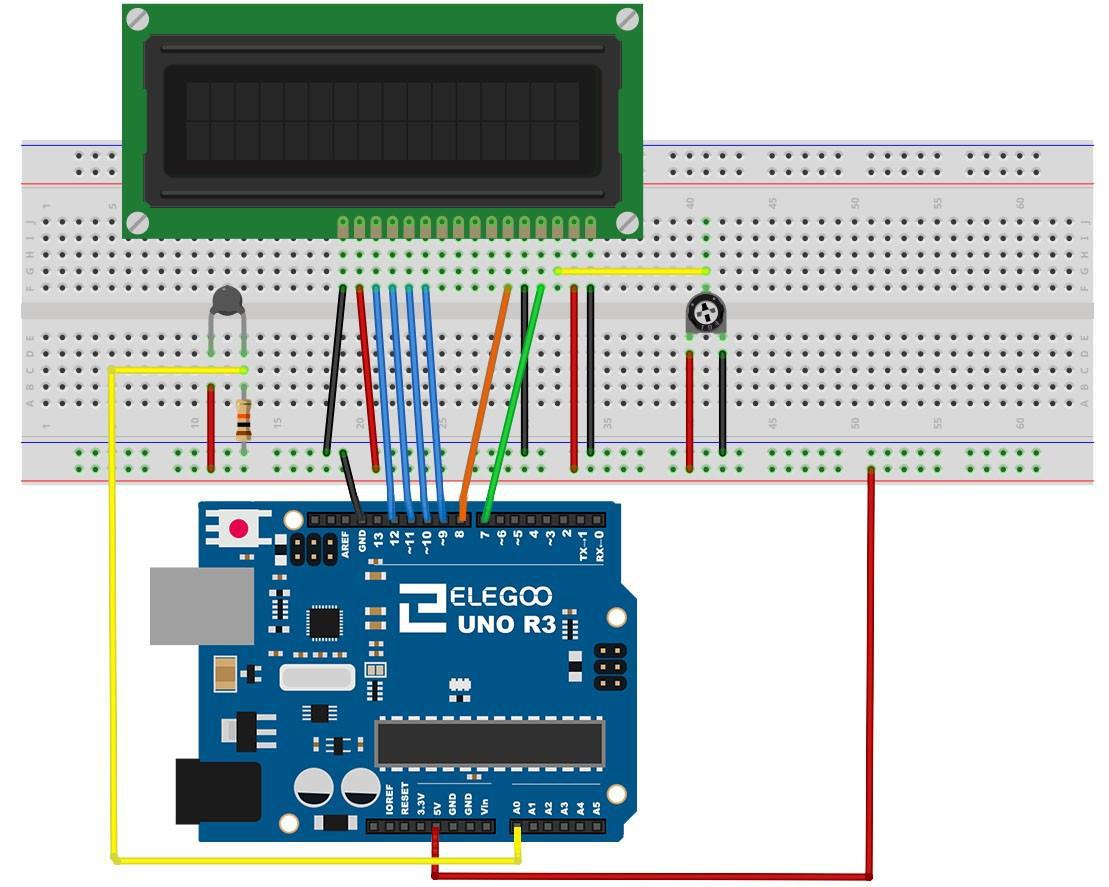 1 5 40 45 50 55 60
J J
I I
H H
G G
F F
E E
D D
C C
B B
A A
1 10 15 20 25 35 45 50 55 60
AREF GND 13 12 ~11 ~10 ~9 8 7 ~6 ~5 4 ~3 2 TX→1 RX←0
ELEGOO
UNO R3
IOREF RESET 3.3V 5V GND GND Vin A0 A1 A2 A3 A4 A5